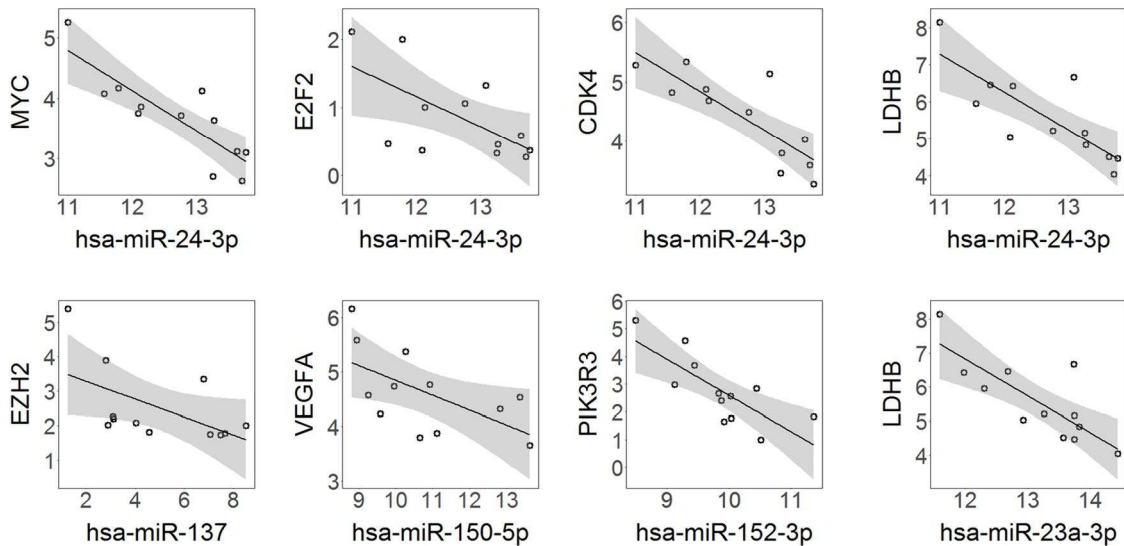 MYC
5
4
3
11 12 13
hsa-miR-24-3p
E2F2
2
1
0
11 12 13
hsa-miR-24-3p
CDK4
6
5
4
11 12 13
hsa-miR-24-3p
LDHB
8
7
6
5
4
11 12 13
hsa-miR-24-3p
EZH2
5
4
3
2
1
2 4 6 8
hsa-miR-137
VEGFA
6
5
4
3
9 10 11 12 13
hsa-miR-150-5p
PIK3R3
6
5
4
3
2
1
0
9 10 11
hsa-miR-152-3p
LDHB
8
7
6
5
4
12 13 14
hsa-miR-23a-3p